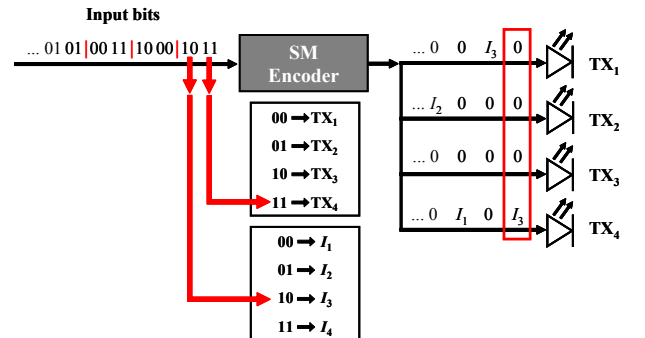 Input bits
... 01 01 | 00 11 | 10 00 | 10 11
SM
Encoder
00 → TX₁
01 → TX₂
10 → TX₃
11 → TX₄
00 → I₁
01 → I₂
10 → I₃
11 → I₄
... 0 0 I₃ 0 TX₁
... I₂ 0 0 0 TX₂
... 0 0 0 0 TX₃
... 0 I₁ 0 I₃ TX₄